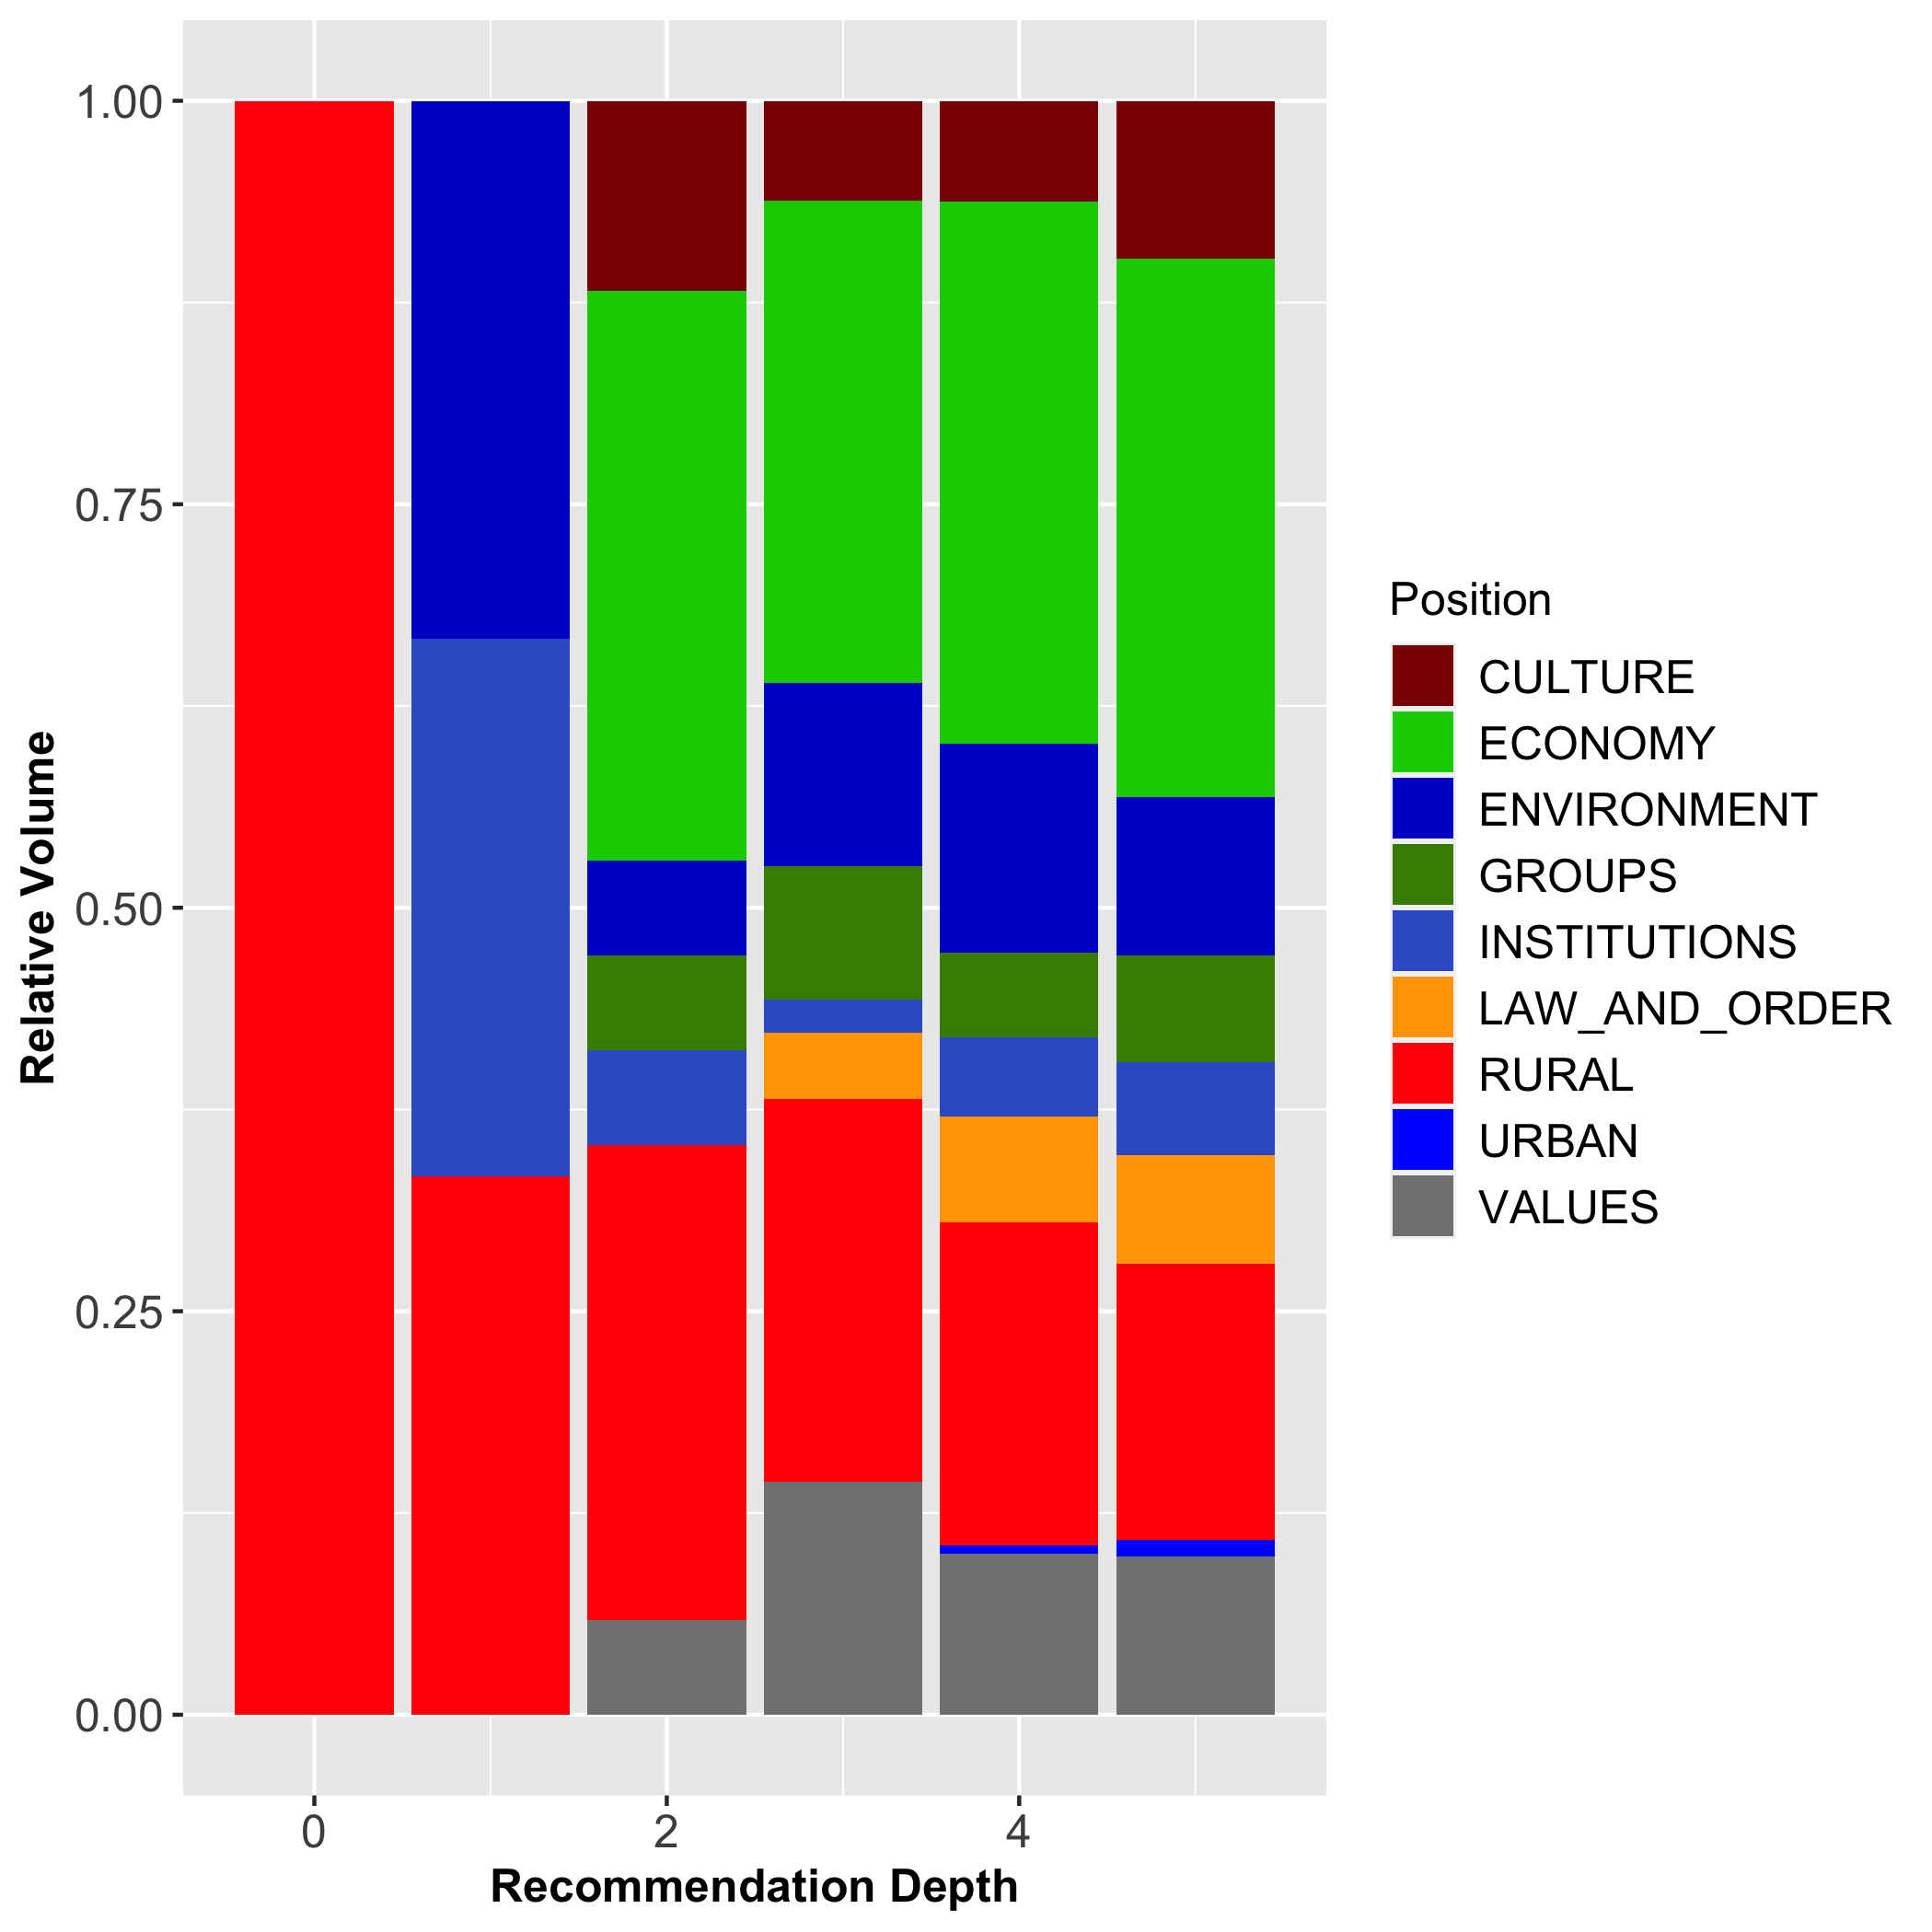 1.00
0.75
0.50
0.25
0.00
Relative Volume
0
2
4
Recommendation Depth
Position
CULTURE
ECONOMY
ENVIRONMENT
GROUPS
INSTITUTIONS
LAW_AND_ORDER
RURAL
URBAN
VALUES